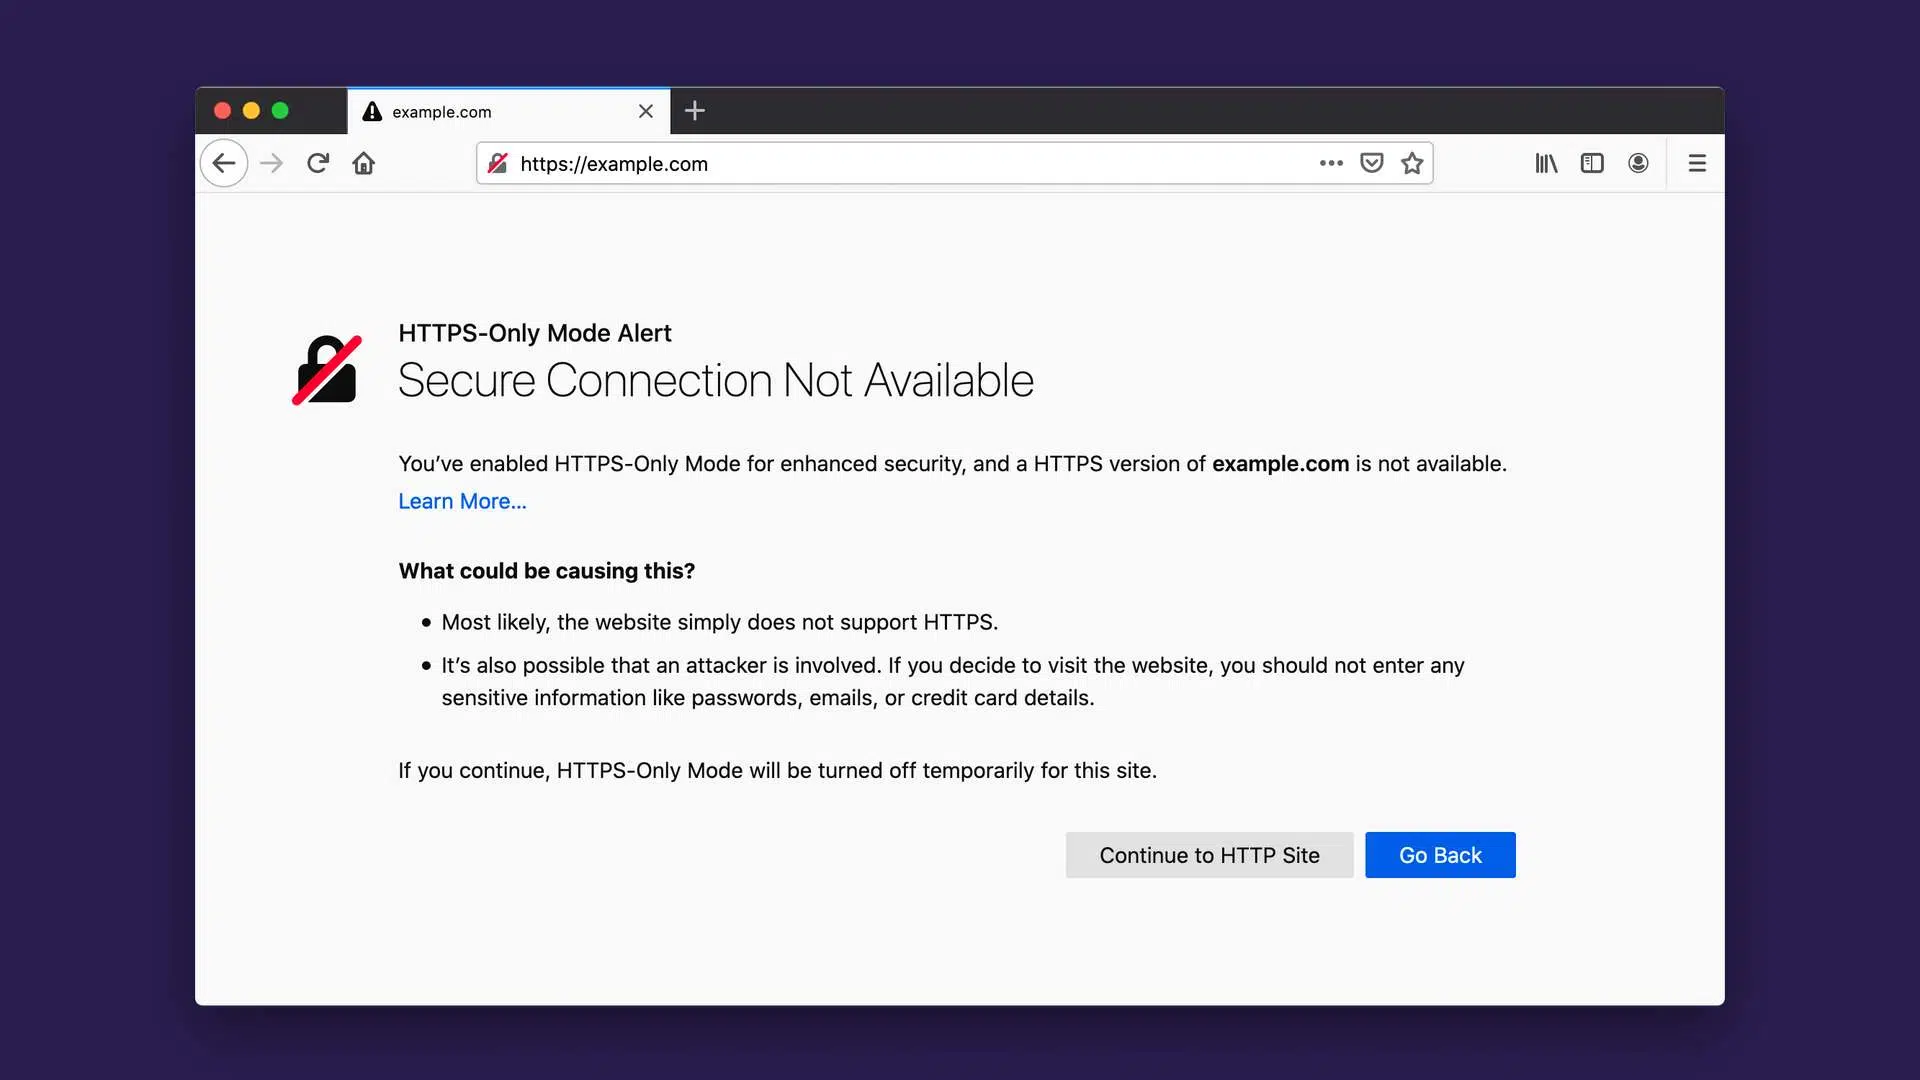 example.com
https://example.com
HTTPS-Only Mode Alert
Secure Connection Not Available
You’ve enabled HTTPS-Only Mode for enhanced security, and a HTTPS version of example.com is not available.
Learn More…
What could be causing this?
• Most likely, the website simply does not support HTTPS.
• It’s also possible that an attacker is involved. If you decide to visit the website, you should not enter any
sensitive information like passwords, emails, or credit card details.
If you continue, HTTPS-Only Mode will be turned off temporarily for this site.
Continue to HTTP Site
Go Back